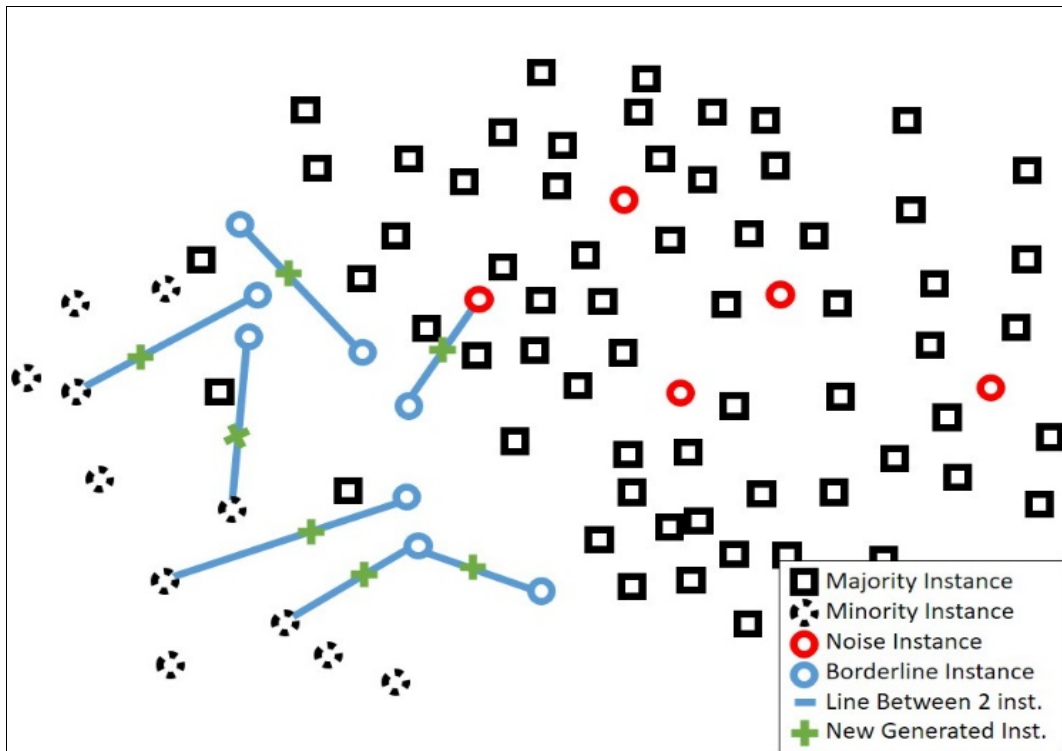 Majority Instance
Minority Instance
Noise Instance
Borderline Instance
Line Between 2 inst.
New Generated Inst.